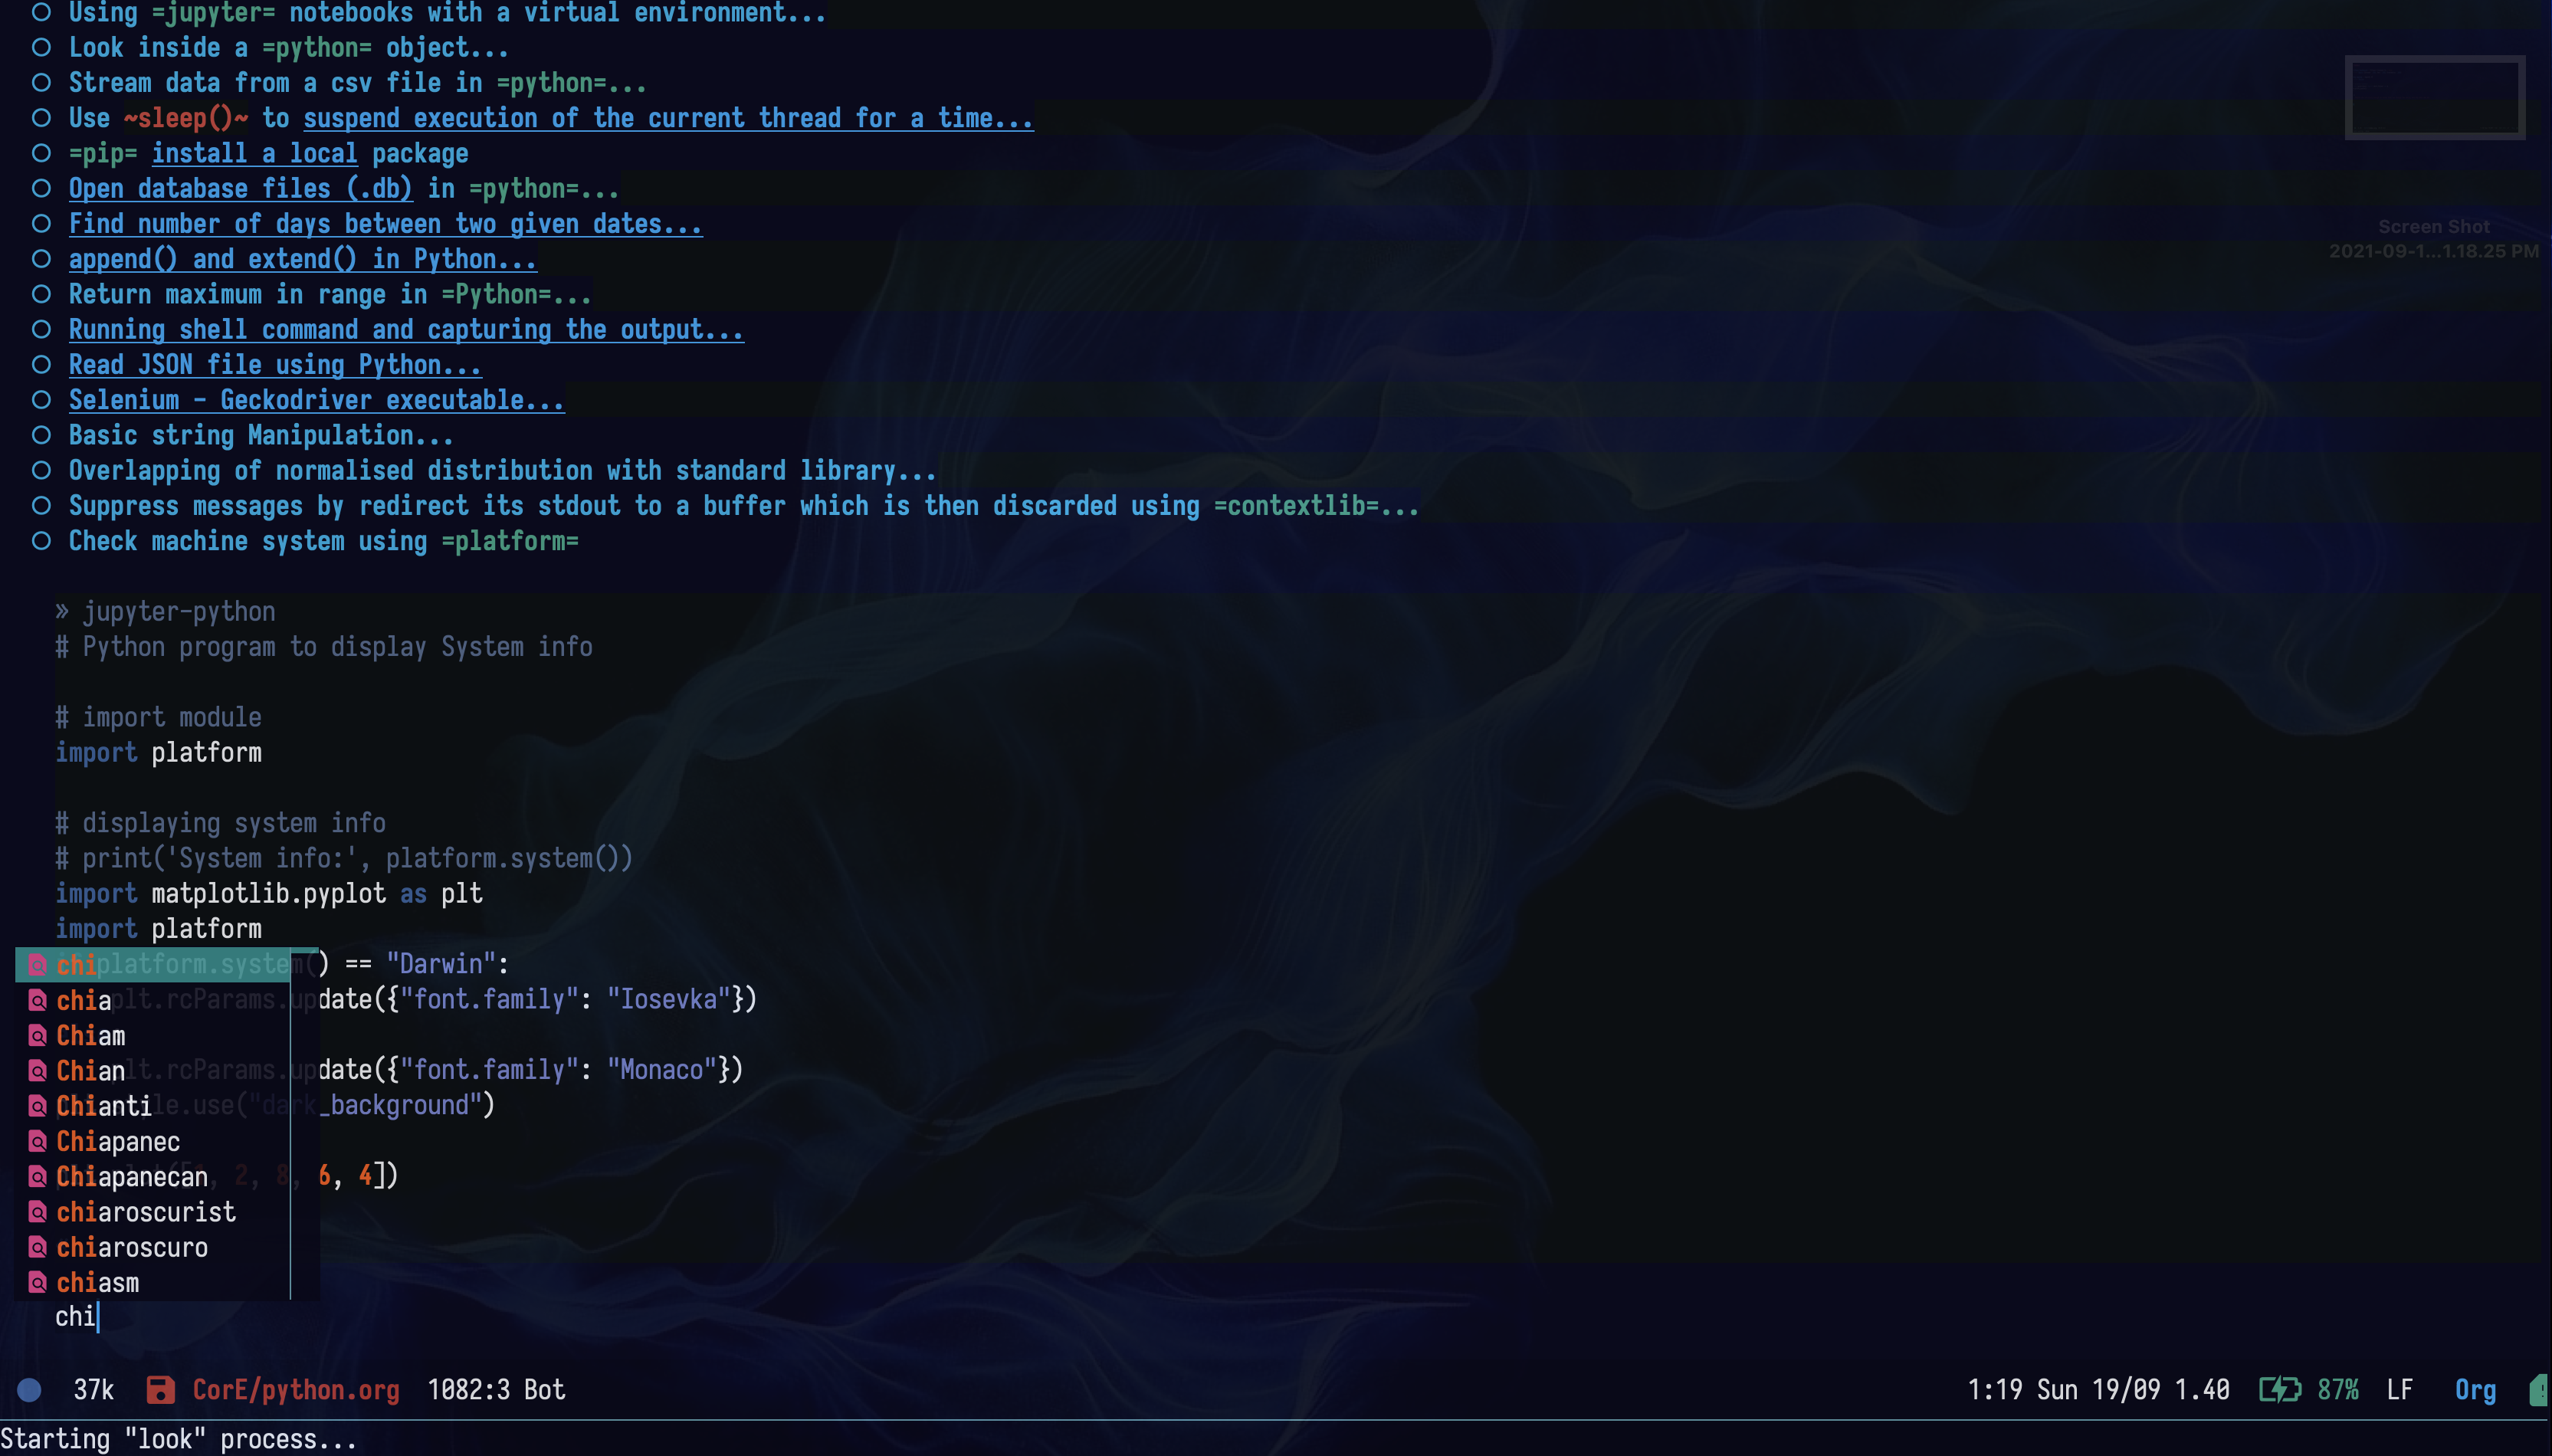 Using =jupyter= notebooks with a virtual environment...
Look inside a =python= object...
Stream data from a csv file in =python=...
Use ~sleep()~ to suspend execution of the current thread for a time...
=pip= install a local package
Open database files (.db) in =python=...
Find number of days between two given dates...
append() and extend() in Python...
Return maximum in range in =Python=...
Running shell command and capturing the output...
Read JSON file using Python...
Selenium - Geckodriver executable...
Basic string Manipulation...
Overlapping of normalised distribution with standard library...
Suppress messages by redirect its stdout to a buffer which is then discarded using =contextlib=...
Check machine system using =platform=
Screen Shot
2021-09-1...1.18.25 PM
» jupyter-python
# Python program to display System info
# import module
import platform
# displaying system info
# print('System info:', platform.system())
import matplotlib.pyplot as plt
import platform
platform.system() == "Darwin":
plt.rcParams.update({"font.family": "Iosevka"})
plt.rcParams.update({"font.family": "Monaco"})
le.use("dark_background")
, 2, 8, 6, 4])
chi
chia
Chiam
Chian
Chianti
Chiapanec
Chiapanecan
chiaroscurist
chiaroscuro
chiasm
chi
37k CorE/python.org 1082:3 Bot 1:19 Sun 19/09 1.40 87% LF Org
Starting "look" process...